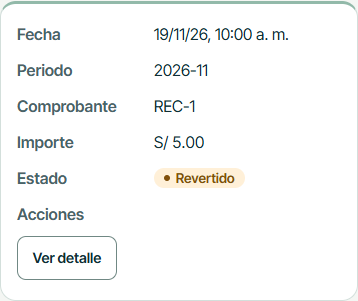 Fecha 19/11/26, 10:00 a. m.
Periodo 2026-11
Comprobante REC-1
Importe S/ 5.00
Estado Revertido
Acciones
Ver detalle